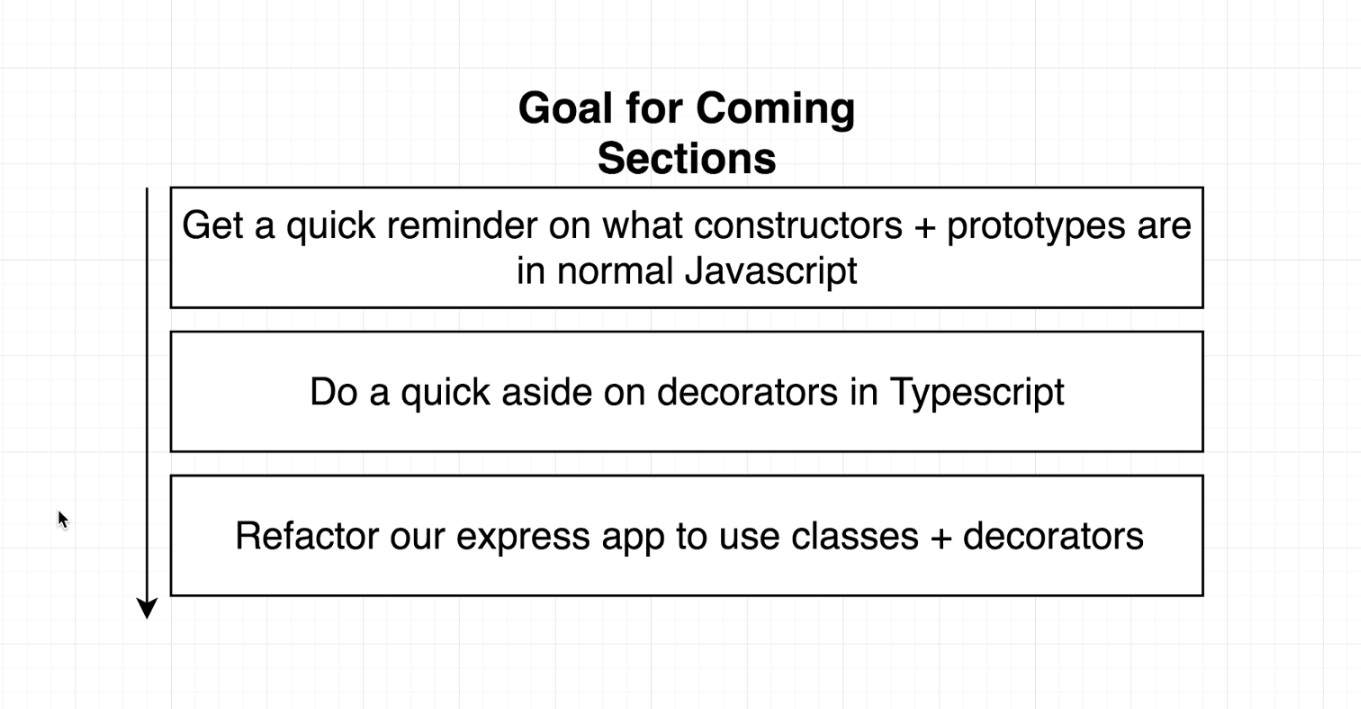 Goal for Coming
Sections
Get a quick reminder on what constructors + prototypes are
in normal Javascript
Do a quick aside on decorators in Typescript
Refactor our express app to use classes + decorators